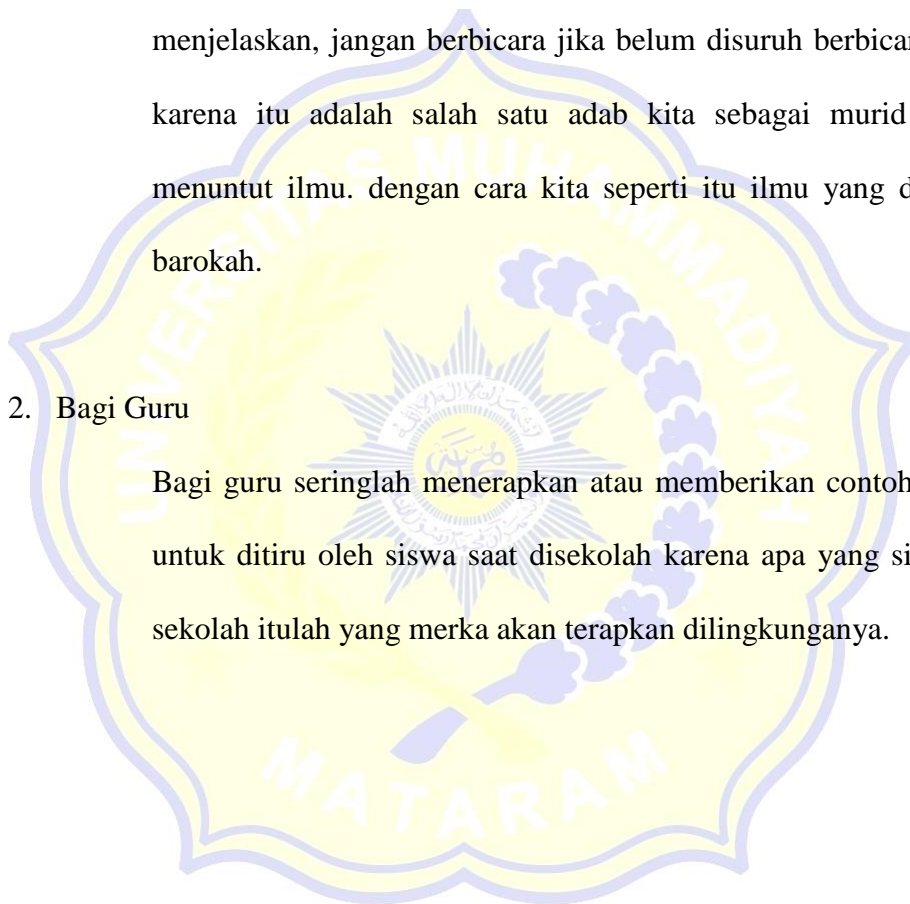 menjelaskan, jangan berbicara jika belum disuruh
karena itu adalah salah satu adab kita sebagai murid
menuntut ilmu. dengan cara kita seperti itu ilmu yang
barokah.
2. Bagi Guru
Bagi guru seringlah menerapkan atau memberikan contoh
untuk ditiru oleh siswa saat disekolah karena apa yang
sekolah itulah yang merka akan terapkan dilingkunganya.
UNIVERSITAS MUHAMMADIYAH
MATARAM